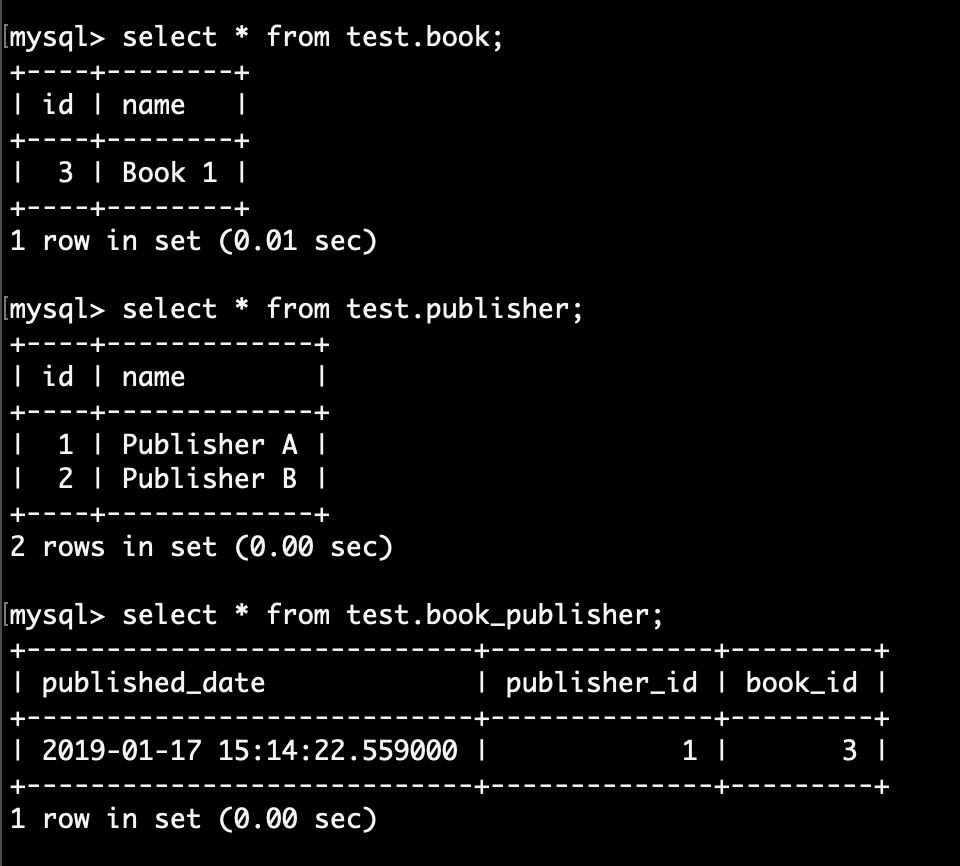 mysql> select * from test.book;
+----+--------+
| id | name   |
+----+--------+
|  3 | Book 1 |
+----+--------+
1 row in set (0.01 sec)

mysql> select * from test.publisher;
+----+-------------+
| id | name        |
+----+-------------+
|  1 | Publisher A |
|  2 | Publisher B |
+----+-------------+
2 rows in set (0.00 sec)

mysql> select * from test.book_publisher;
+----------------------------+--------------+---------+
| published_date             | publisher_id | book_id |
+----------------------------+--------------+---------+
| 2019-01-17 15:14:22.559000 |            1 |       3 |
+----------------------------+--------------+---------+
1 row in set (0.00 sec)